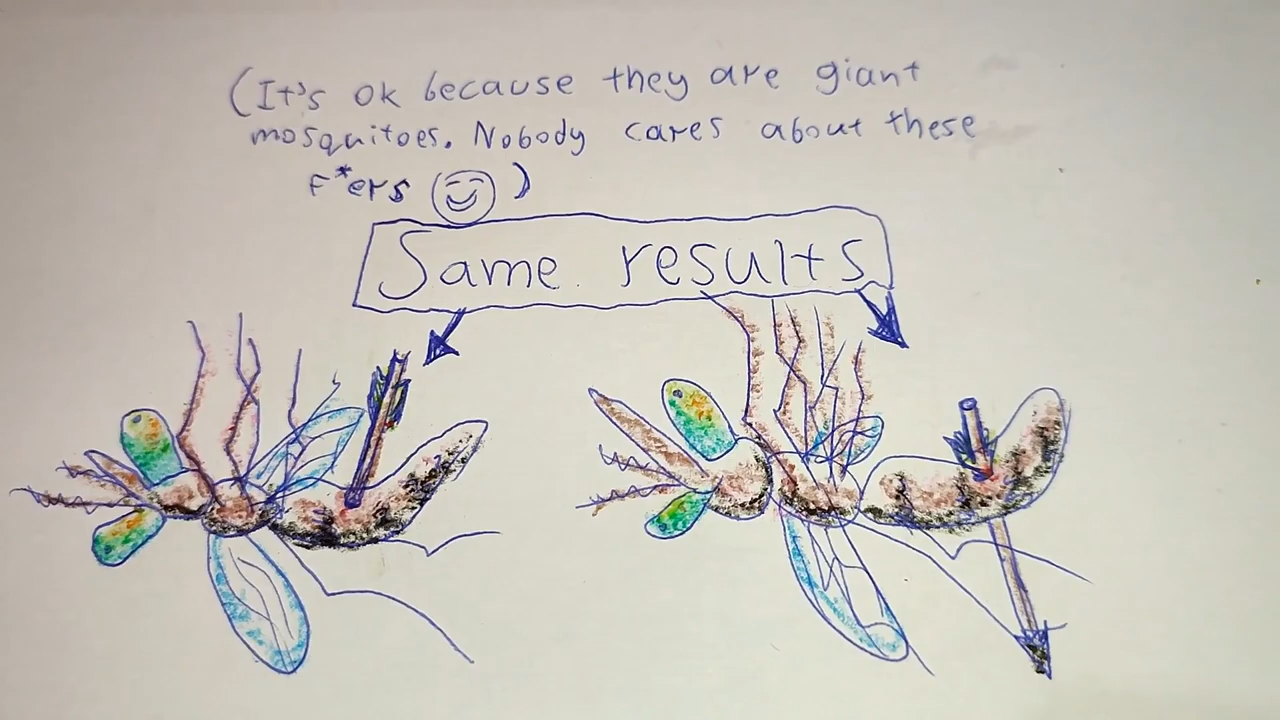 (It's ok because they are giant
mosquitoes. Nobody cares about these
F*ers )
Same results